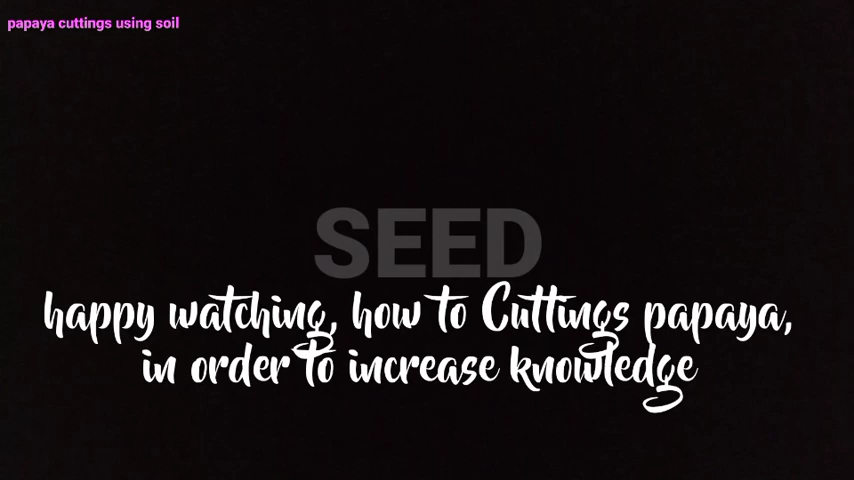 papaya cuttings using soil
SEED
happy watching, how to Cuttings papaya,
in order to increase knowledge